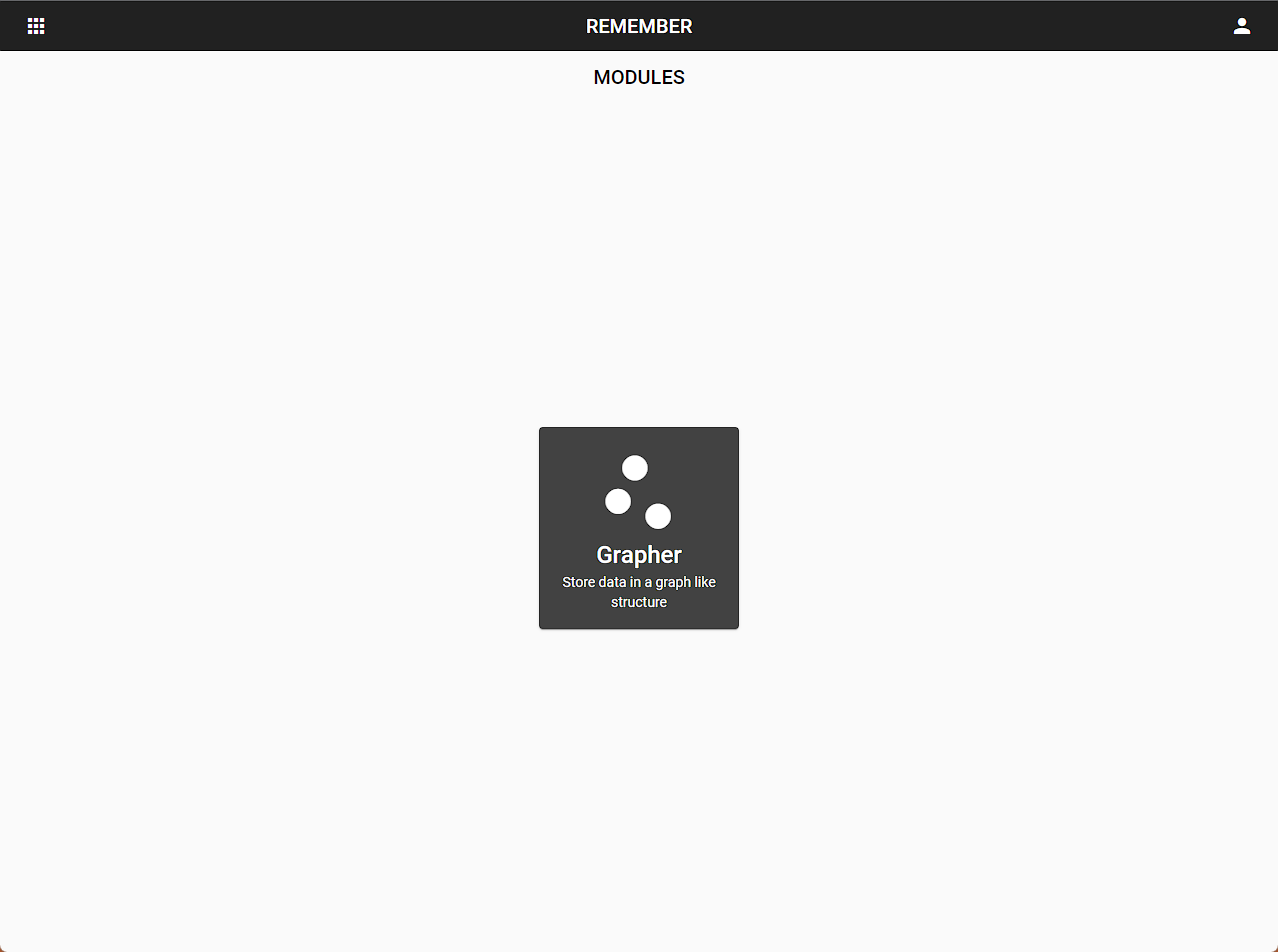 REMEMBER
MODULES
Grapher
Store data in a graph like
structure